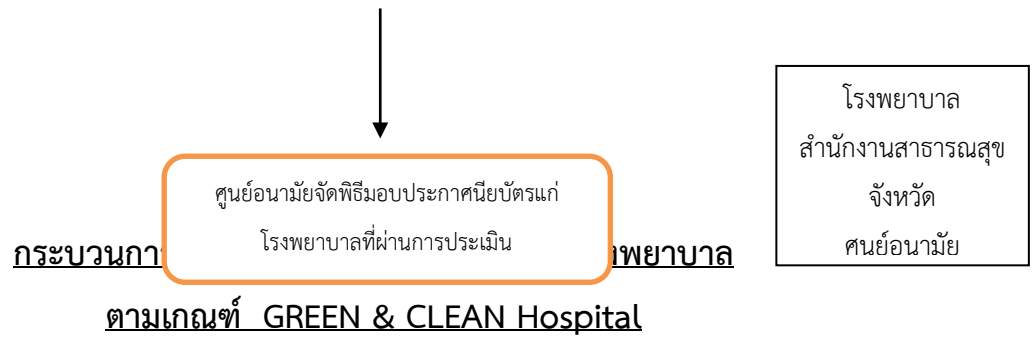 ศูนย์อนามัยจัดพิธีมอบประกาศนียบัตรแก่
โรงพยาบาลที่ผ่านการประเมิน
โรงพยาบาล
สำนักงานสาธารณสุข
จังหวัด
ศนย์อนามัย
กระบวนกา พยาบาล
ตามเกณฑ์ GREEN & CLEAN Hospital